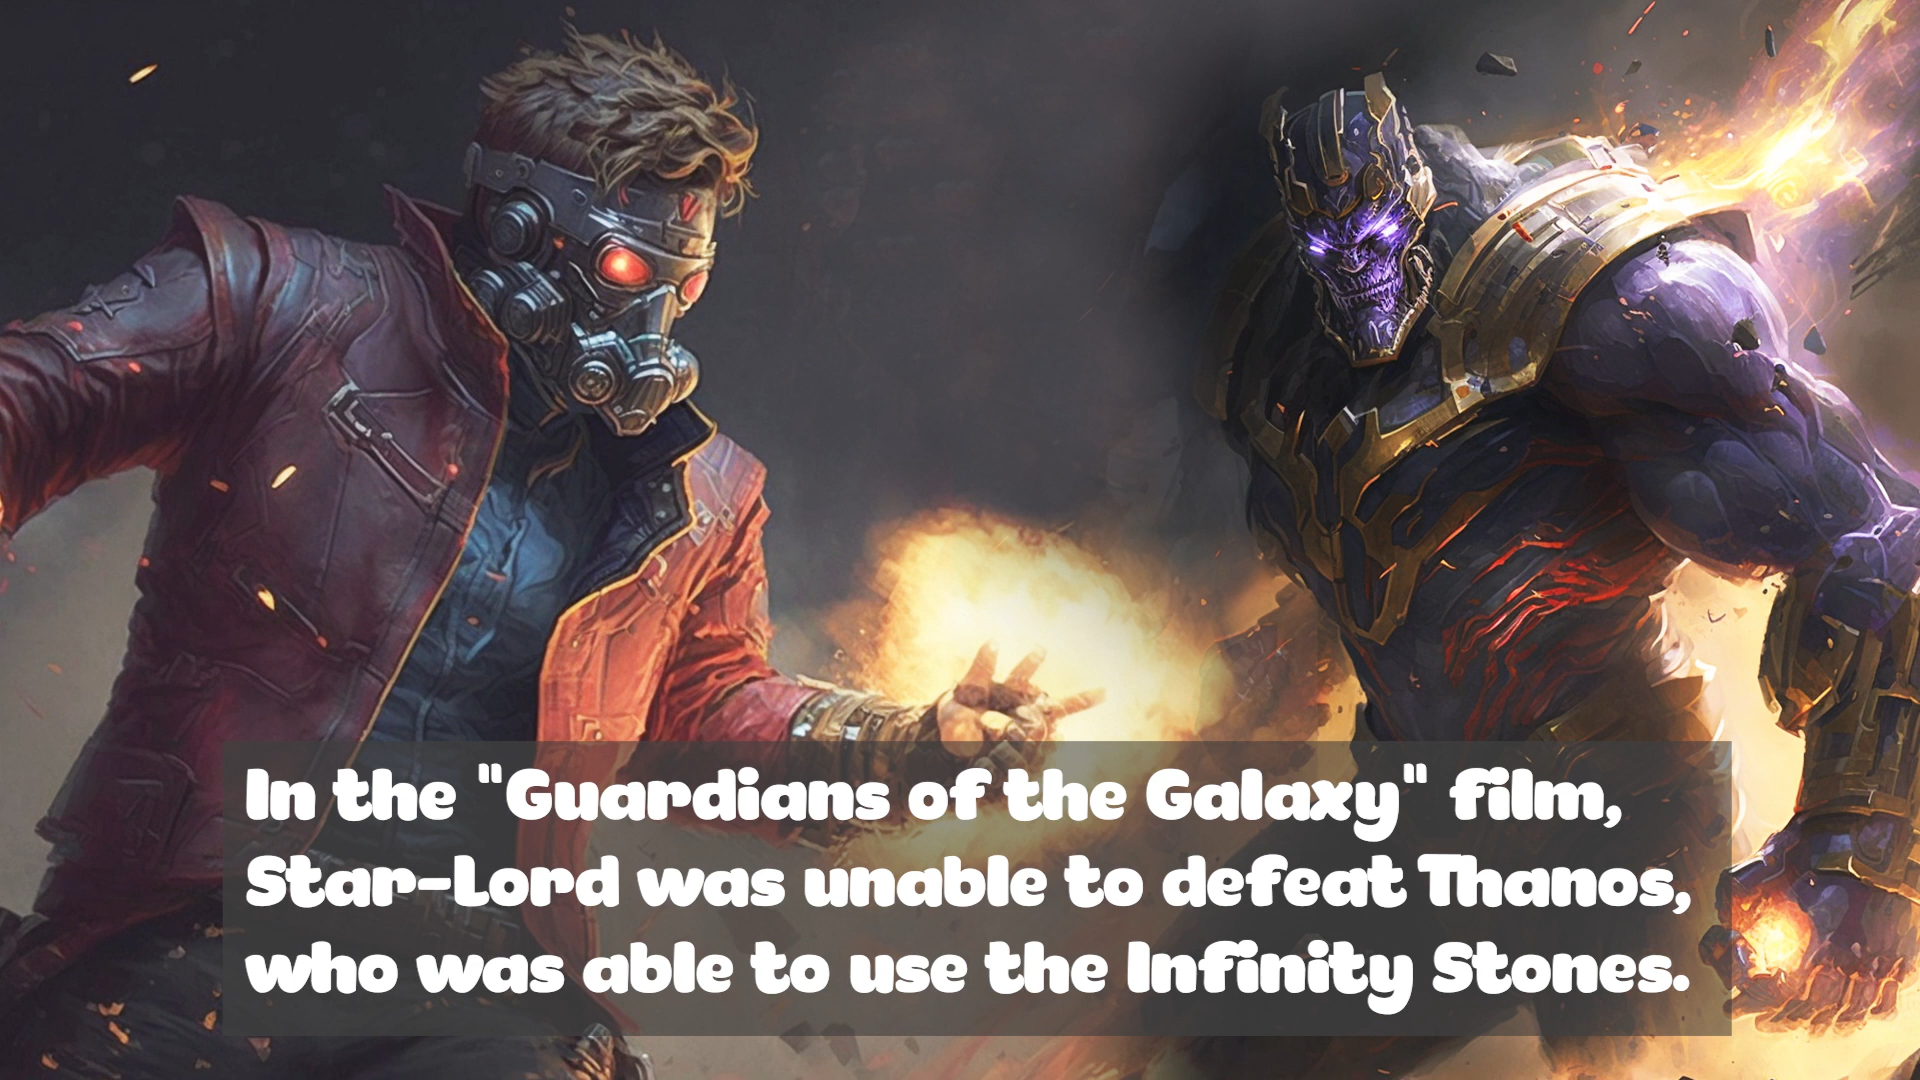 In the "Guardians of the Galaxy" film,
Star-Lord was unable to defeat Thanos,
who was able to use the Infinity Stones.